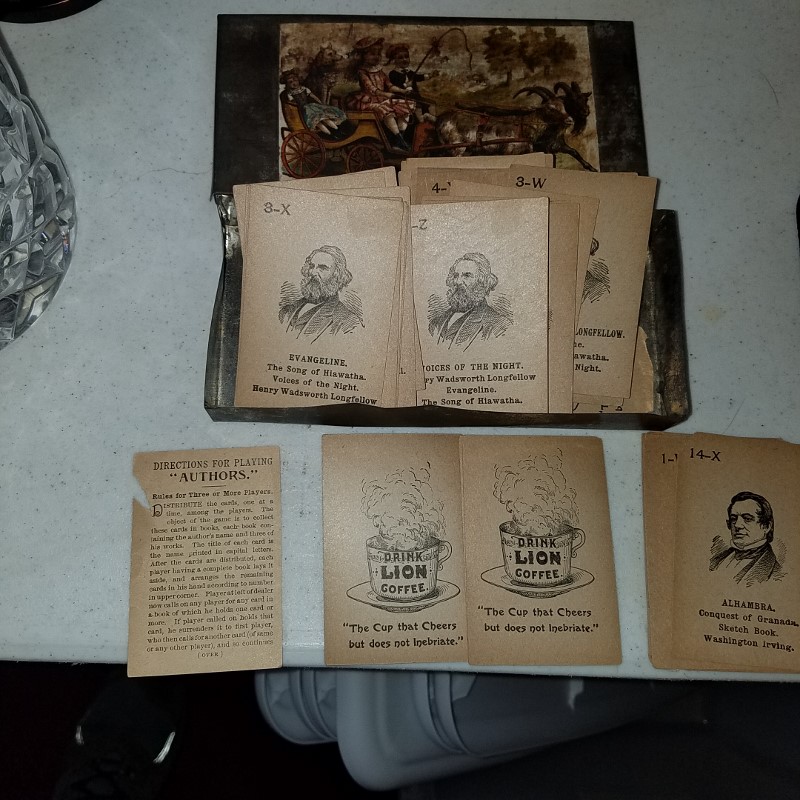 3-X
EVANGELINE.
The Song of Hiawatha.
Voices of the Night.
Henry Wadsworth Longfellow
-Z
VOICES OF THE NIGHT.
ry Wadsworth Longfellow
Evangeline.
The Song of Hiawatha.
4-
3-W
LONGFELLOW.
ne.
awatha.
Night.
DIRECTIONS FOR PLAYING
"AUTHORS."
Rules for Three or More Players.
DISTRIBUTE the cards, one at a
time, among the players. The
object of the game is to collect
these cards in books, each book con-
taining the author's name and three of
his works. The title of each card is
the name printed in capital letters.
After the cards are distributed, each
player having a complete book lays it
aside, and arranges the remaining
cards in his hand according to number
in upper corner. Player at left of dealer
now calls on any player for any card in
a book of which he holds one card or
more. If player called on holds that
card, he surrenders it to first player,
who then calls for another card (of same
or any other player), and so continues
(OVER)
DRINK
LION
COFFEE.
"The Cup that Cheers
but does not Inebriate."
DRINK
LION
COFFEE.
"The Cup that Cheers
but does not Inebriate."
1-
14-X
ALHAMBRA.
Conquest of Granada.
Sketch Book.
Washington Irving.